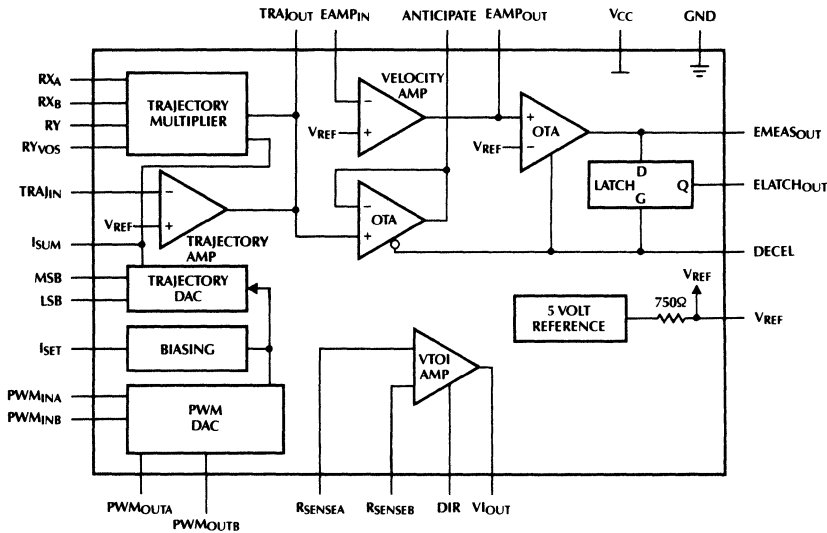 TRAJOUT EAMPIN ANTICIPATE EAMPOUT VCC GND
RXA
RXB
RY
RYVOS
TRAJECTORY
MULTIPLIER
VELOCITY
AMP
−
+
VREF
+
−
VREF
OTA
EMEASOUT
D
LATCH
Q
G
ELATCHOUT
TRAJIN
−
+
VREF
TRAJECTORY
AMP
−
+
OTA
ISUM
DECEL
MSB
LSB
TRAJECTORY
DAC
VREF
5 VOLT
REFERENCE
750Ω
VREF
ISET
BIASING
VTOI
AMP
PWMINA
PWMINB
PWM
DAC
PWMOUTA
PWMOUTB
RSENSEA
RSENSEB
DIR
VIOUT